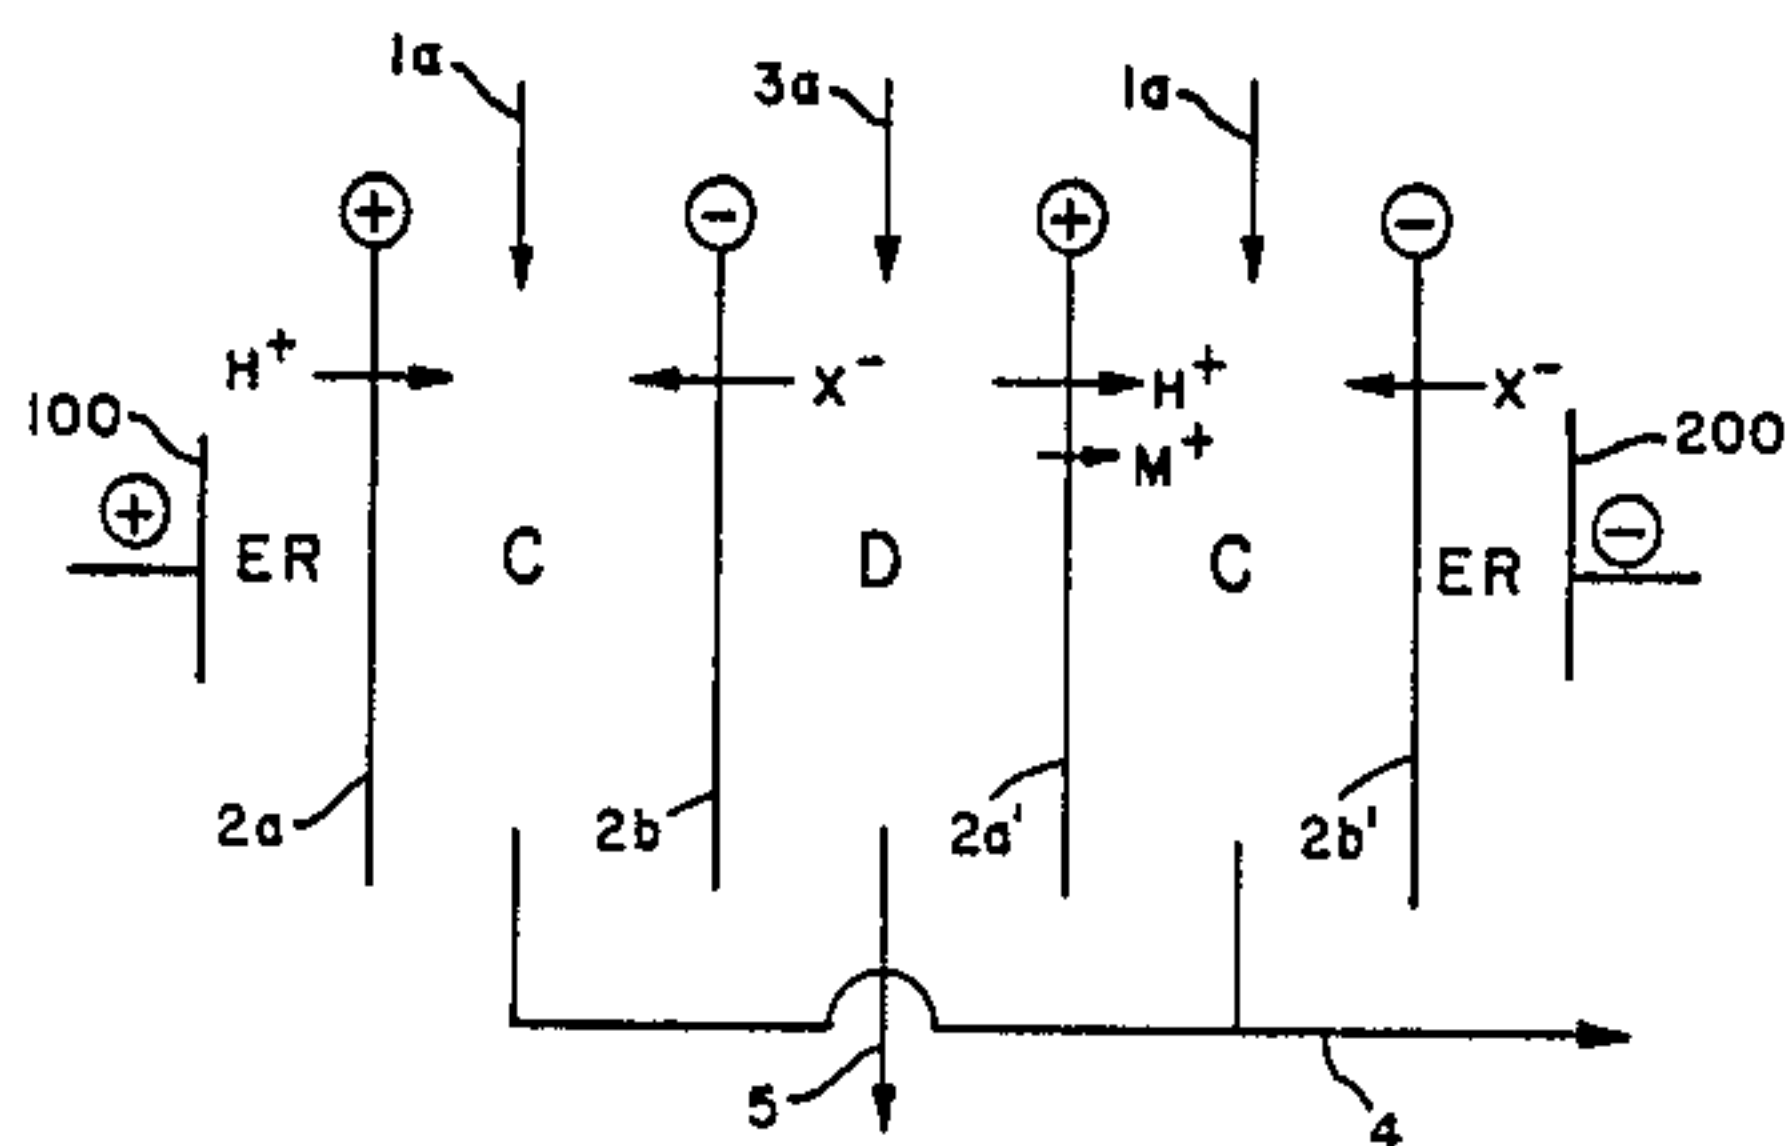 1a 3a 1a
+ - + -
H+ X- H+ X-
M+
100 200
+ -
ER C D C ER
2a 2b 2a' 2b'
5 4